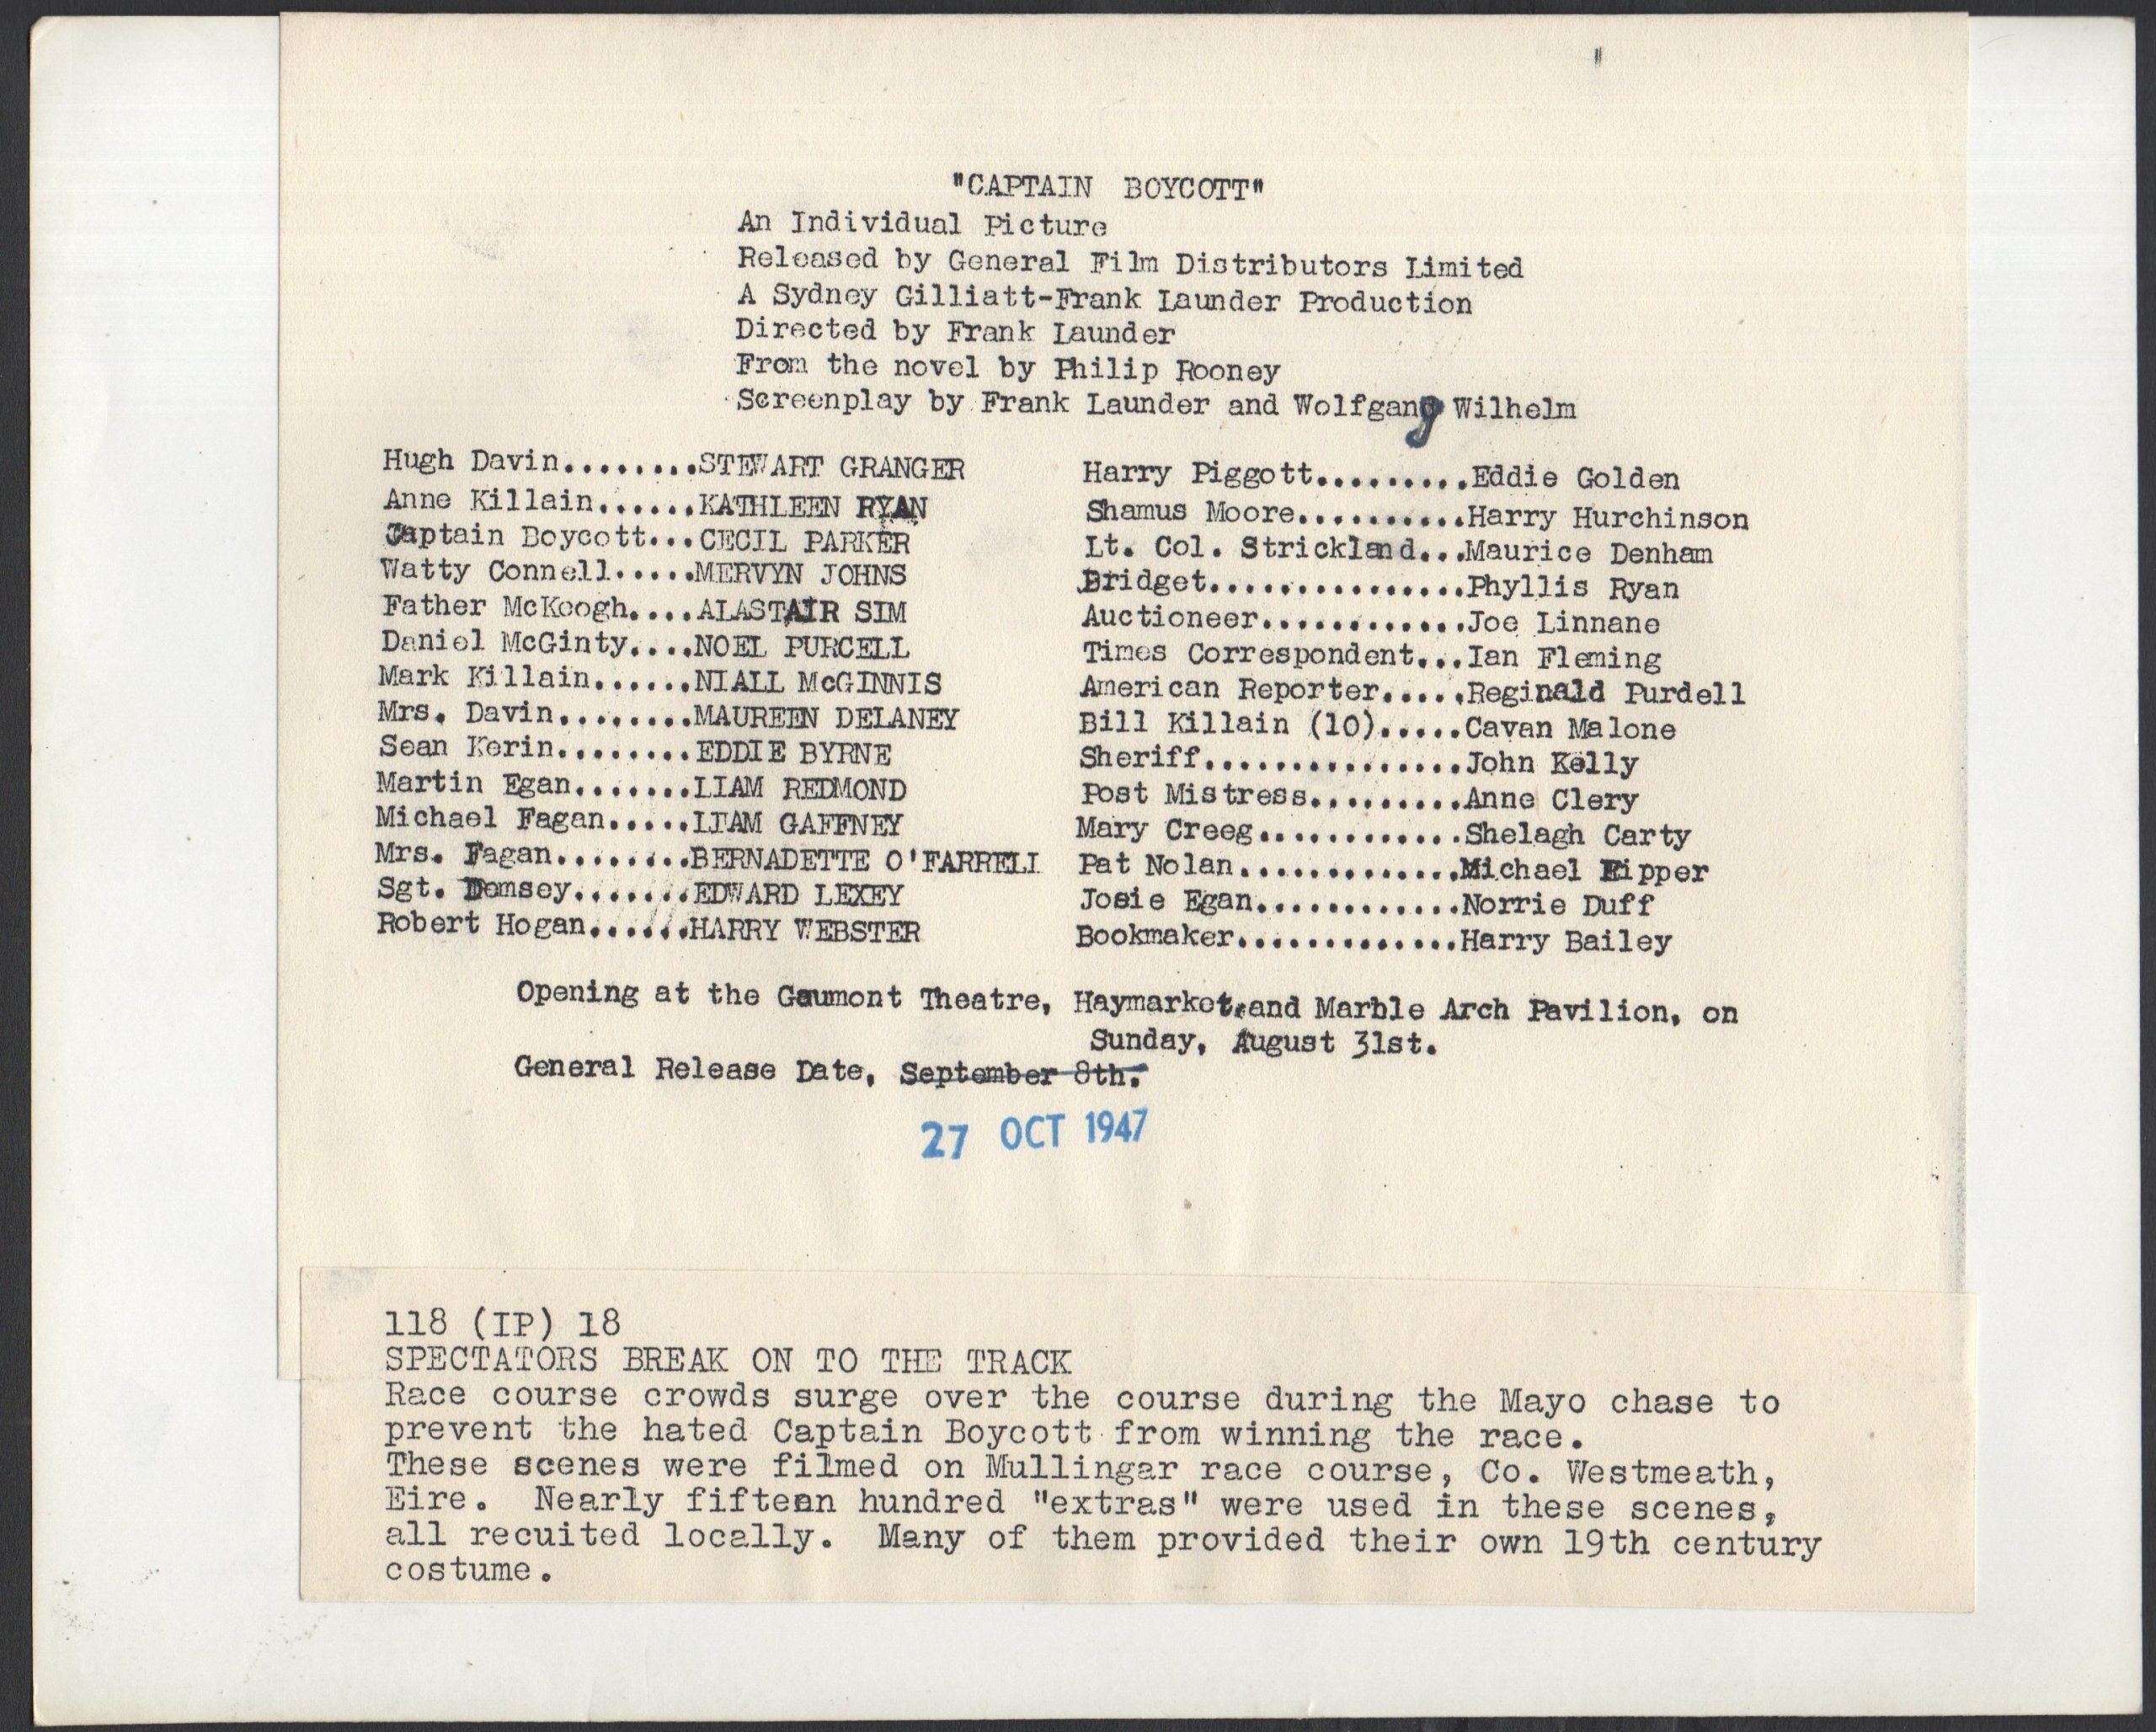 "CAPTAIN BOYCOTT"
An Individual Picture
Released by General Film Distributors Limited
A Sydney Gilliatt-Frank Launder Production
Directed by Frank Launder
From the novel by Philip Rooney
Screenplay by Frank Launder and Wolfgang Wilhelm
Hugh Davin........STEWART GRANGER
Anne Killain......KATHLEEN RYAN
Captain Boycott...CECIL PARKER
Watty Connell.....MERVYN JOHNS
Father McKeogh....ALASTAIR SIM
Daniel McGinty....NOEL PURCELL
Mark Killain......NIALL McGINNIS
Mrs. Davin........MAUREEN DELANEY
Sean Kerin........EDDIE BYRNE
Martin Egan.......LIAM REDMOND
Michael Fagan.....LIAM GAFFNEY
Mrs. Fagan........BERNADETTE O'FARRELL
Sgt. Demsey.......EDWARD LEXEY
Robert Hogan......HARRY WEBSTER
Harry Piggott.........Eddie Golden
Shamus Moore..........Harry Hurchinson
Lt. Col. Strickland...Maurice Denham
Bridget...............Phyllis Ryan
Auctioneer............Joe Linnane
Times Correspondent...Ian Fleming
American Reporter.....Reginald Purdell
Bill Killain (10).....Cavan Malone
Sheriff...............John Kelly
Post Mistress.........Anne Clery
Mary Creeg............Shelagh Carty
Pat Nolan.............Michael Ripper
Josie Egan............Norrie Duff
Bookmaker.............Harry Bailey
Opening at the Gaumont Theatre, Haymarket,and Marble Arch Pavilion, on
Sunday, August 31st.
General Release Date, September 8th.
27 OCT 1947
118 (IP) 18
SPECTATORS BREAK ON TO THE TRACK
Race course crowds surge over the course during the Mayo chase to
prevent the hated Captain Boycott from winning the race.
These scenes were filmed on Mullingar race course, Co. Westmeath,
Eire. Nearly fifteen hundred "extras" were used in these scenes,
all recuited locally. Many of them provided their own 19th century
costume.